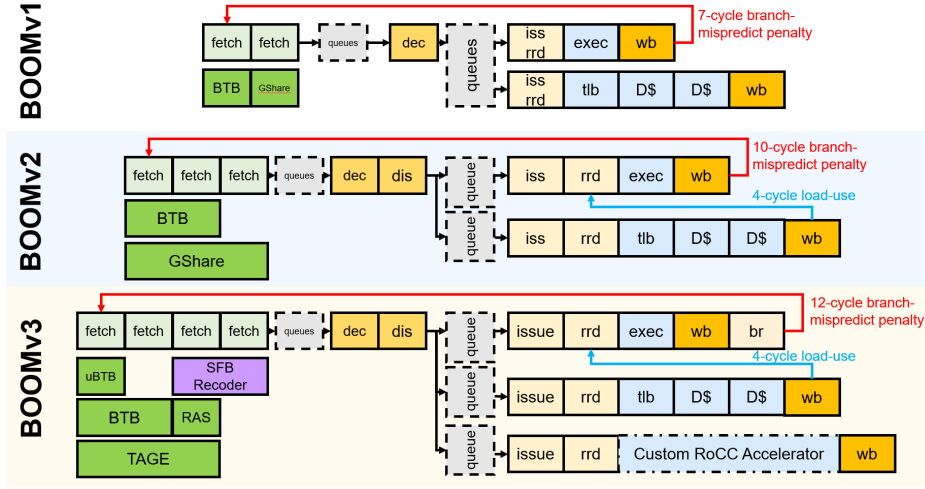 BOOMv1
7-cycle branch-
mispredict penalty
fetch fetch queues dec queues iss rrd exec wb
BTB GShare iss rrd tlb D$ D$ wb
BOOMv2
10-cycle branch-
mispredict penalty
fetch fetch fetch queues dec dis queue iss rrd exec wb
4-cycle load-use
BTB
queue iss rrd tlb D$ D$ wb
GShare
BOOMv3
12-cycle branch-
mispredict penalty
fetch fetch fetch fetch queues dec dis queue issue rrd exec wb br
4-cycle load-use
uBTB SFB
Recoder
queue issue rrd tlb D$ D$ wb
BTB RAS
TAGE
queue issue rrd Custom RoCC Accelerator wb